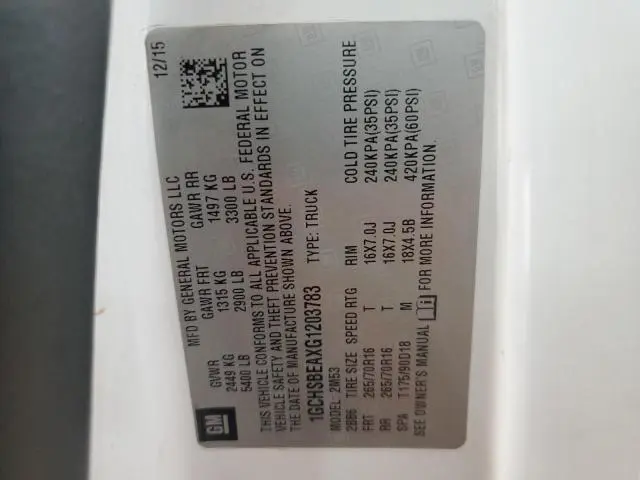 GM
MFD BY GENERAL MOTORS LLC 12/15
GVWR GAWR FRT GAWR RR
2449 KG 1315 KG 1497 KG
5400 LB 2900 LB 3300 LB
THIS VEHICLE CONFORMS TO ALL APPLICABLE U.S. FEDERAL MOTOR
VEHICLE SAFETY AND THEFT PREVENTION STANDARDS IN EFFECT ON
THE DATE OF MANUFACTURE SHOWN ABOVE.
1GCHSBEAXG1203783 TYPE: TRUCK
MODEL: 2M53
2BB6 TIRE SIZE SPEED RTG RIM COLD TIRE PRESSURE
FRT 265/70R16 T 16X7.0J 240KPA(35PSI)
RR 265/70R16 T 16X7.0J 240KPA(35PSI)
SPA T175/90D18 M 18X4.5B 420KPA(60PSI)
SEE OWNER'S MANUAL FOR MORE INFORMATION.